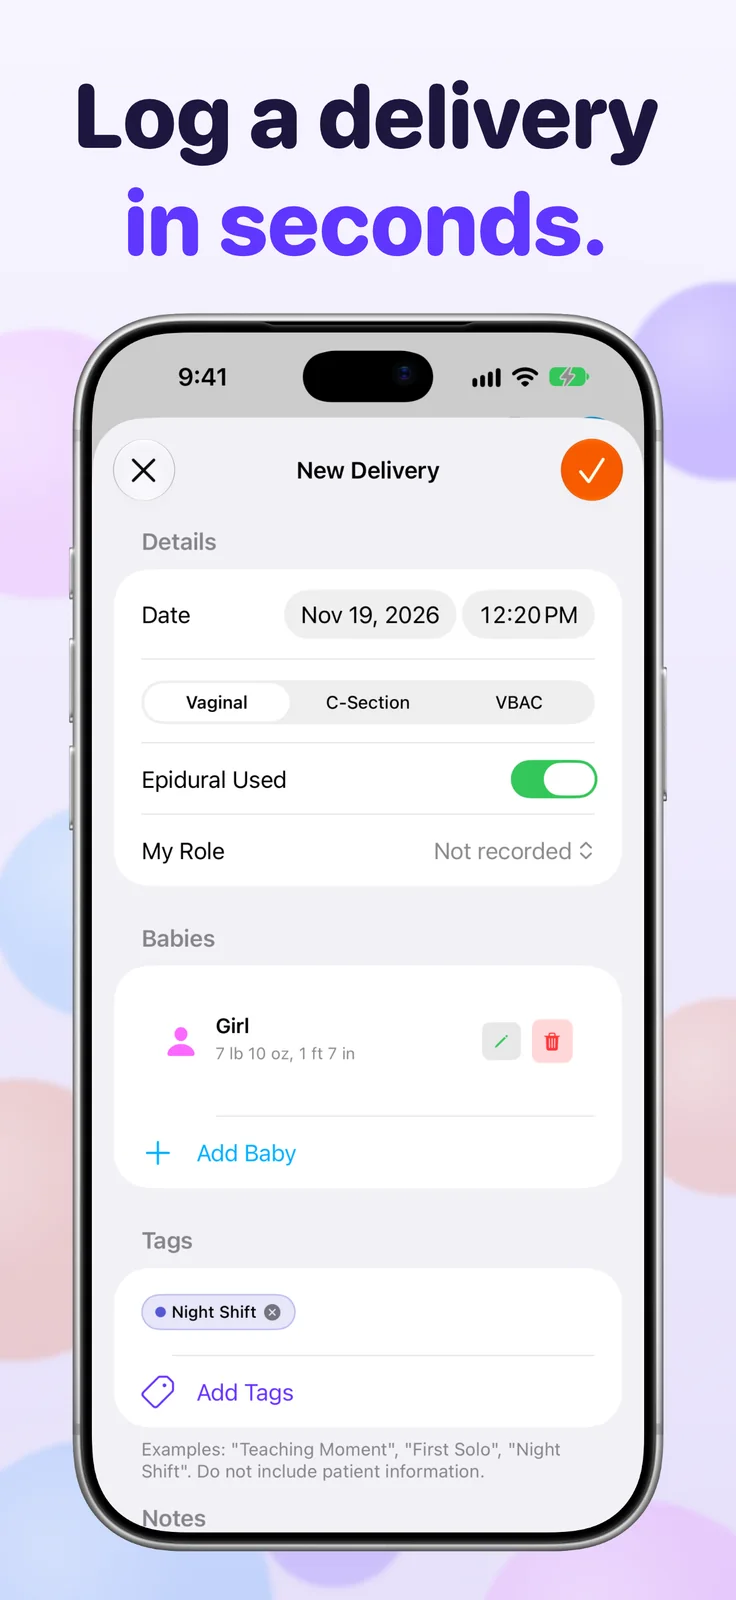 Log a delivery
in seconds.
9:41
New Delivery
Details
Date
Nov 19, 2026
12:20 PM
Vaginal
C-Section
VBAC
Epidural Used
My Role
Not recorded
Babies
Girl
7 lb 10 oz, 1 ft 7 in
Add Baby
Tags
Night Shift
Add Tags
Examples: "Teaching Moment", "First Solo", "Night
Shift". Do not include patient information.
Notes